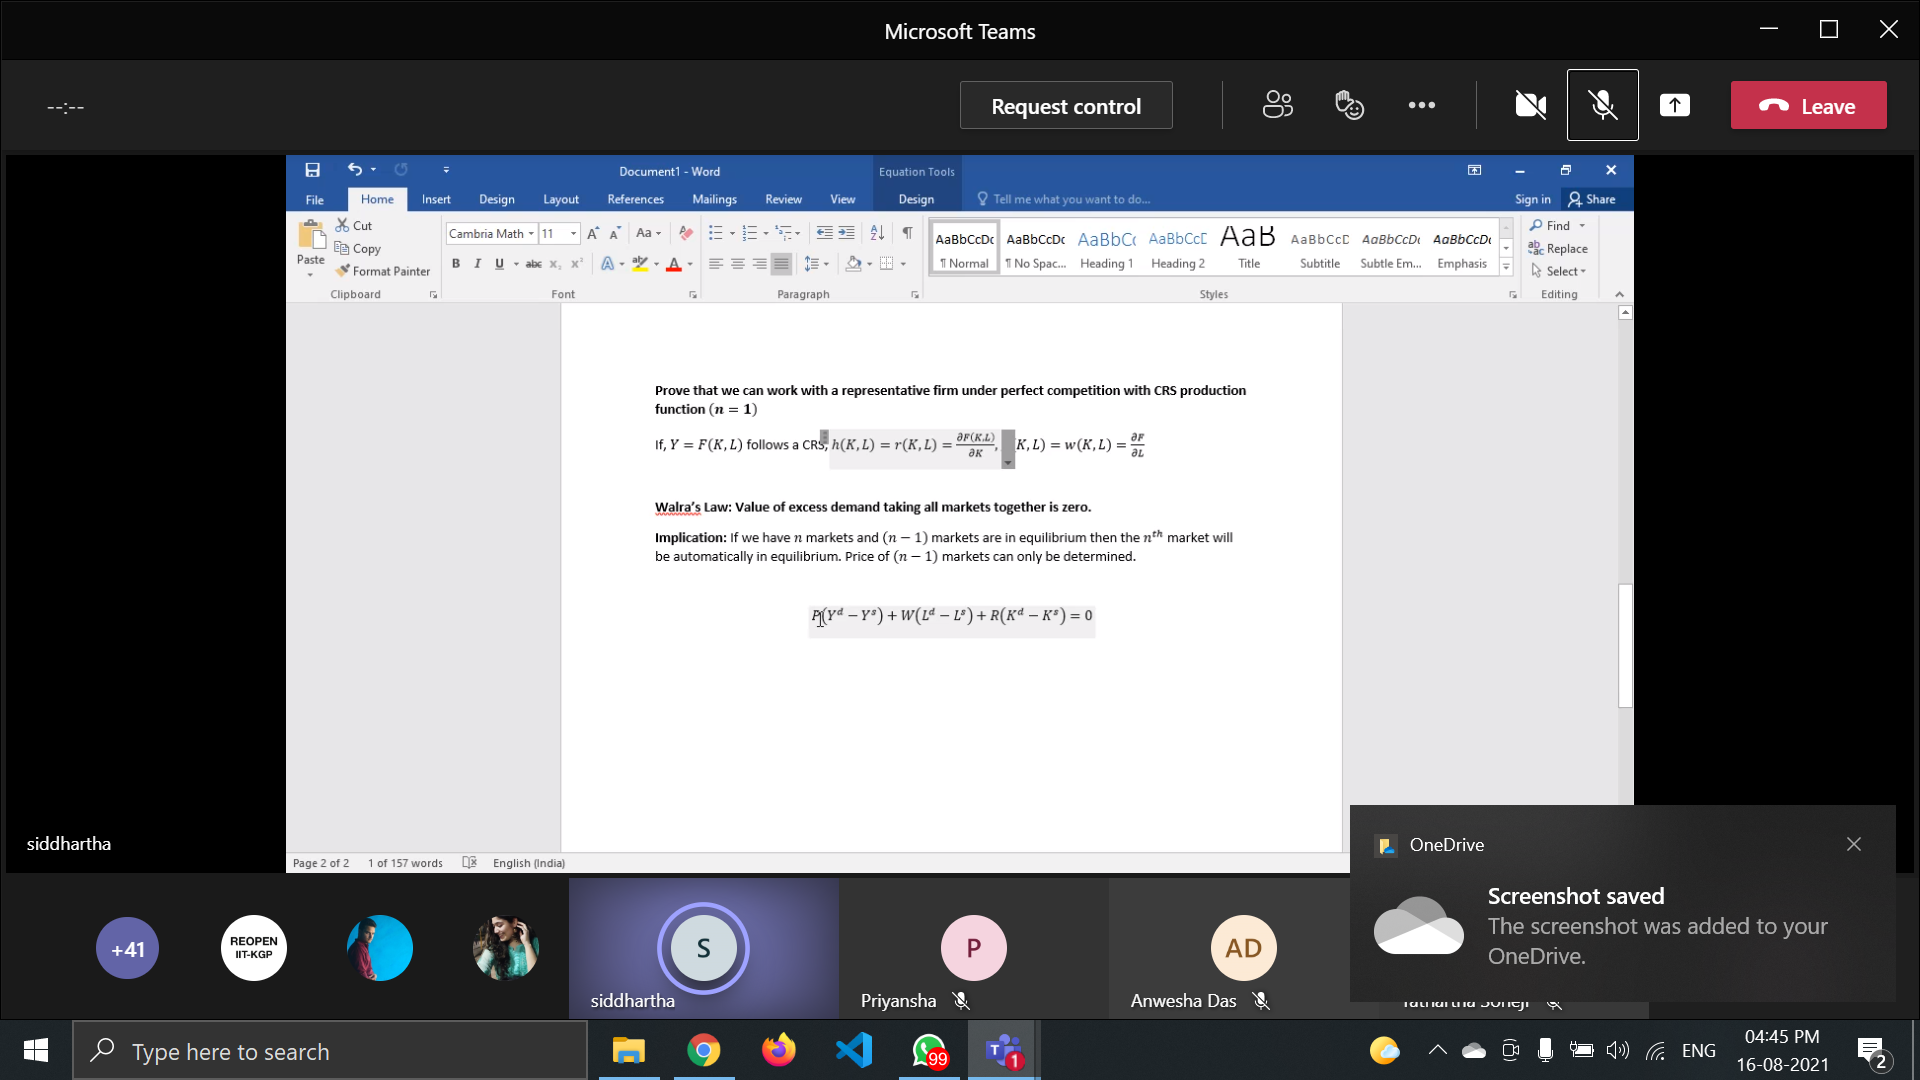 Microsoft Teams
--:--
Request control
Leave
Document1 - Word
Equation Tools
File Home Insert Design Layout References Mailings Review View Design Tell me what you want to do... Sign in Share
Paste
Cut
Copy
Format Painter
Clipboard
Cambria Math 11
Font
Paragraph
AaBbCcDc AaBbCcDc AaBbCc AaBbCcD AaB AaBbCcD AaBbCcDc AaBbCcDc
¶ Normal ¶ No Spac... Heading 1 Heading 2 Title Subtitle Subtle Em... Emphasis
Styles
Find
Replace
Select
Editing
Prove that we can work with a representative firm under perfect competition with CRS production
function (n = 1)
If, Y = F(K, L) follows a CRS, h(K, L) = r(K, L) = ∂F(K,L)/∂K, K, L) = w(K, L) = ∂F/∂L
Walra's Law: Value of excess demand taking all markets together is zero.
Implication: If we have n markets and (n − 1) markets are in equilibrium then the nᵗʰ market will
be automatically in equilibrium. Price of (n − 1) markets can only be determined.
P(Yᵈ − Yˢ) + W(Lᵈ − Lˢ) + R(Kᵈ − Kˢ) = 0
siddhartha
Page 2 of 2 1 of 157 words English (India)
OneDrive
Screenshot saved
The screenshot was added to your
OneDrive.
+41
REOPEN
IIT-KGP
S
P
AD
siddhartha
Priyansha
Anwesha Das
Type here to search
99
1
ENG
04:45 PM
16-08-2021
2